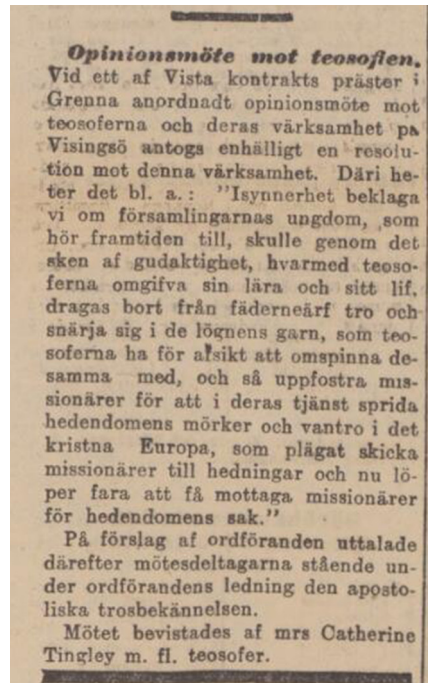 Opinionsmöte mot teosofien.
Vid ett af Vista kontrakts präster i
Grenna anordnadt opinionsmöte mot
teosoferna och deras värksamhet på
Visingsö antogs enhälligt en resolu-
tion mot denna värksamhet. Däri he-
ter det bl. a.: "Isynnerhet beklaga
vi om församlingarnas ungdom, som
hör framtiden till, skulle genom det
sken af gudaktighet, hvarmed teoso-
ferna omgifva sin lära och sitt lif,
dragas bort från fäderneärf tro och
snärja sig i de lögnens garn, som teo-
soferna ha för afsikt att omspinna de-
samma med, och så uppfostra mis-
sionärer för att i deras tjänst sprida
hedendomens mörker och vantro i det
kristna Europa, som plägat skicka
missionärer till hedningar och nu lö-
per fara att få mottaga missionärer
för hedendomens sak."
På förslag af ordföranden uttalade
därefter mötesdeltagarna stående un-
der ordförandens ledning den aposto-
liska trosbekännelsen.
Mötet bevistades af mrs Catherine
Tingley m. fl. teosofer.